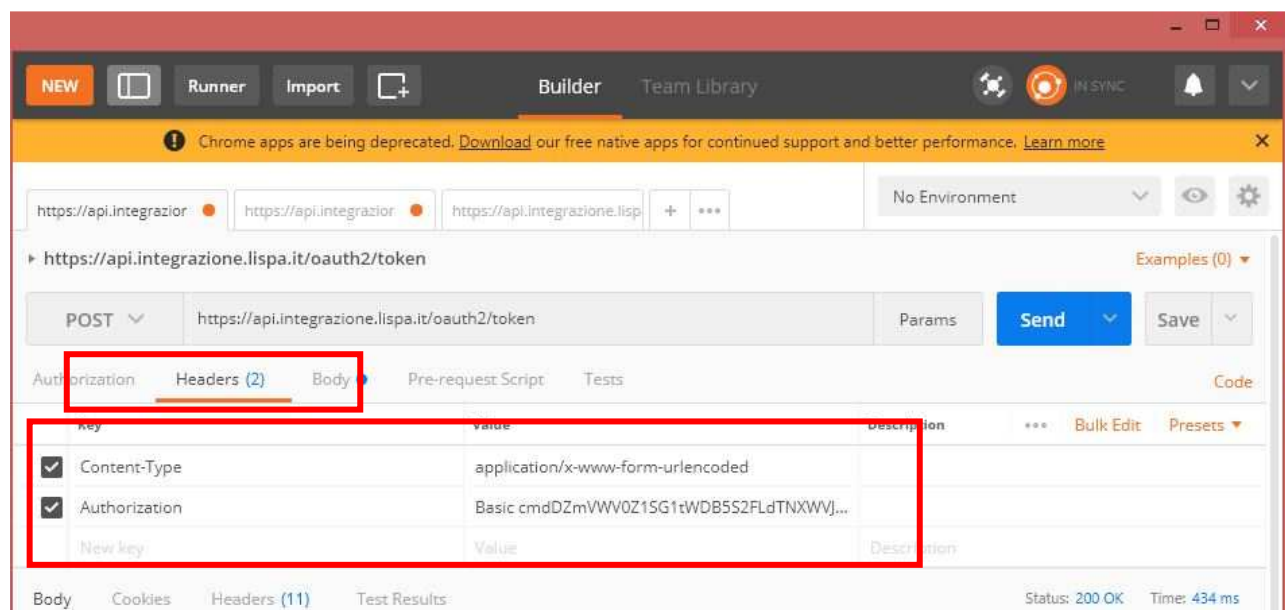 NEW Runner Import Builder Team Library IN SYNC
Chrome apps are being deprecated. Download our free native apps for continued support and better performance. Learn more
https://api.integrazior https://api.integrazior https://api.integrazione.lisp + No Environment
https://api.integrazione.lispa.it/oauth2/token Examples (0)
POST https://api.integrazione.lispa.it/oauth2/token Params Send Save
Authorization Headers (2) Body Pre-request Script Tests Code
Key Value Description Bulk Edit Presets
Content-Type application/x-www-form-urlencoded
Authorization Basic cmdDZmVWV0Z1SG1tWDB5S2FLdTNXWVJ...
New key Value Description
Body Cookies Headers (11) Test Results Status: 200 OK Time: 434 ms